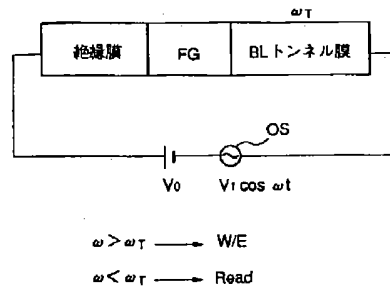 ωT
絶縁膜 FG BLトンネル膜
OS
V0 V1 cos ωt
ω>ωT → W/E
ω<ωT → Read